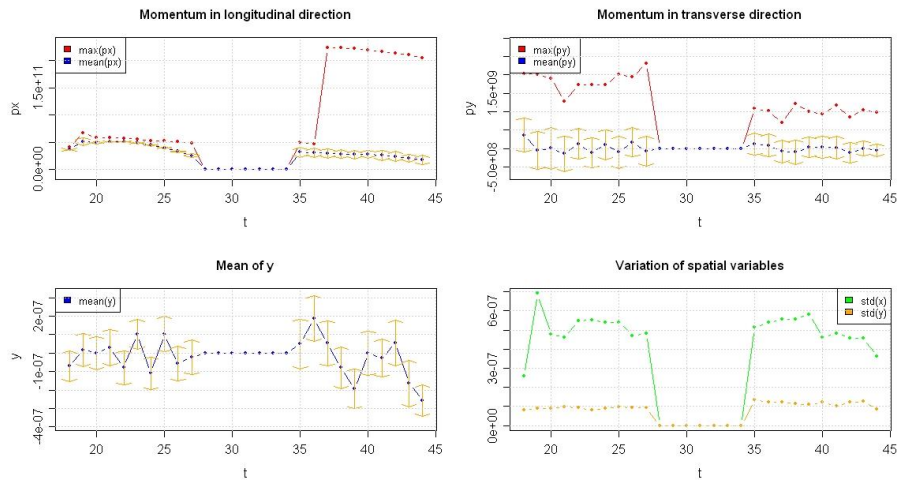 Momentum in longitudinal direction
max(px)
mean(px)
px
0.0e+00
1.5e+11
20 25 30 35 40 45
t
Momentum in transverse direction
max(py)
mean(py)
py
-5.0e+08
5.0e+08
1.5e+09
20 25 30 35 40 45
t
Mean of y
mean(y)
y
-4e-07
-1e-07
2e-07
20 25 30 35 40 45
t
Variation of spatial variables
std(x)
std(y)
0e+00
3e-07
6e-07
20 25 30 35 40 45
t